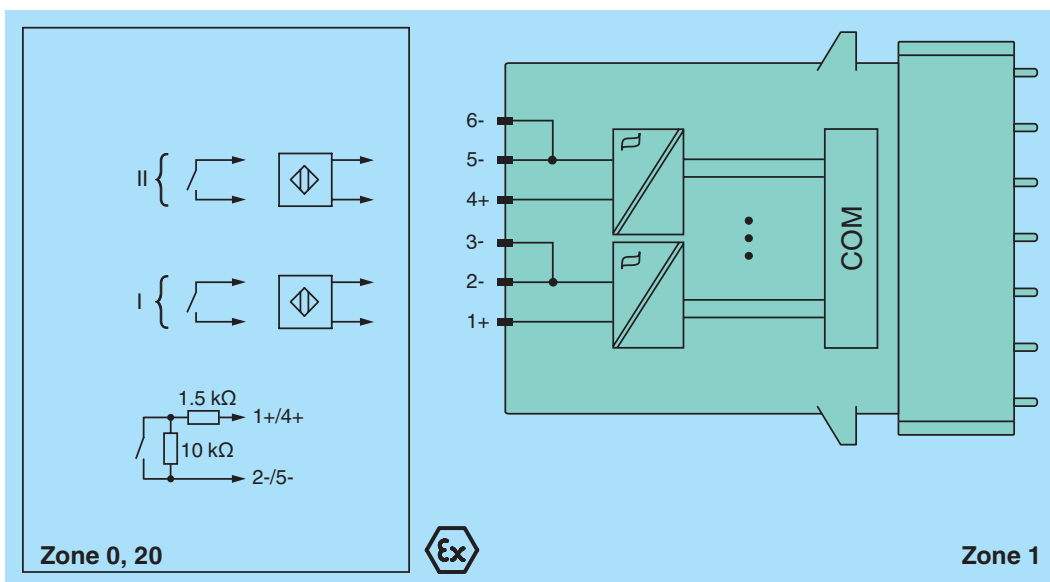 II
I
1.5 kΩ
1+/4+
10 kΩ
2-/5-
Zone 0, 20
Ex
6-
5-
4+
3-
2-
1+
COM
Zone 1